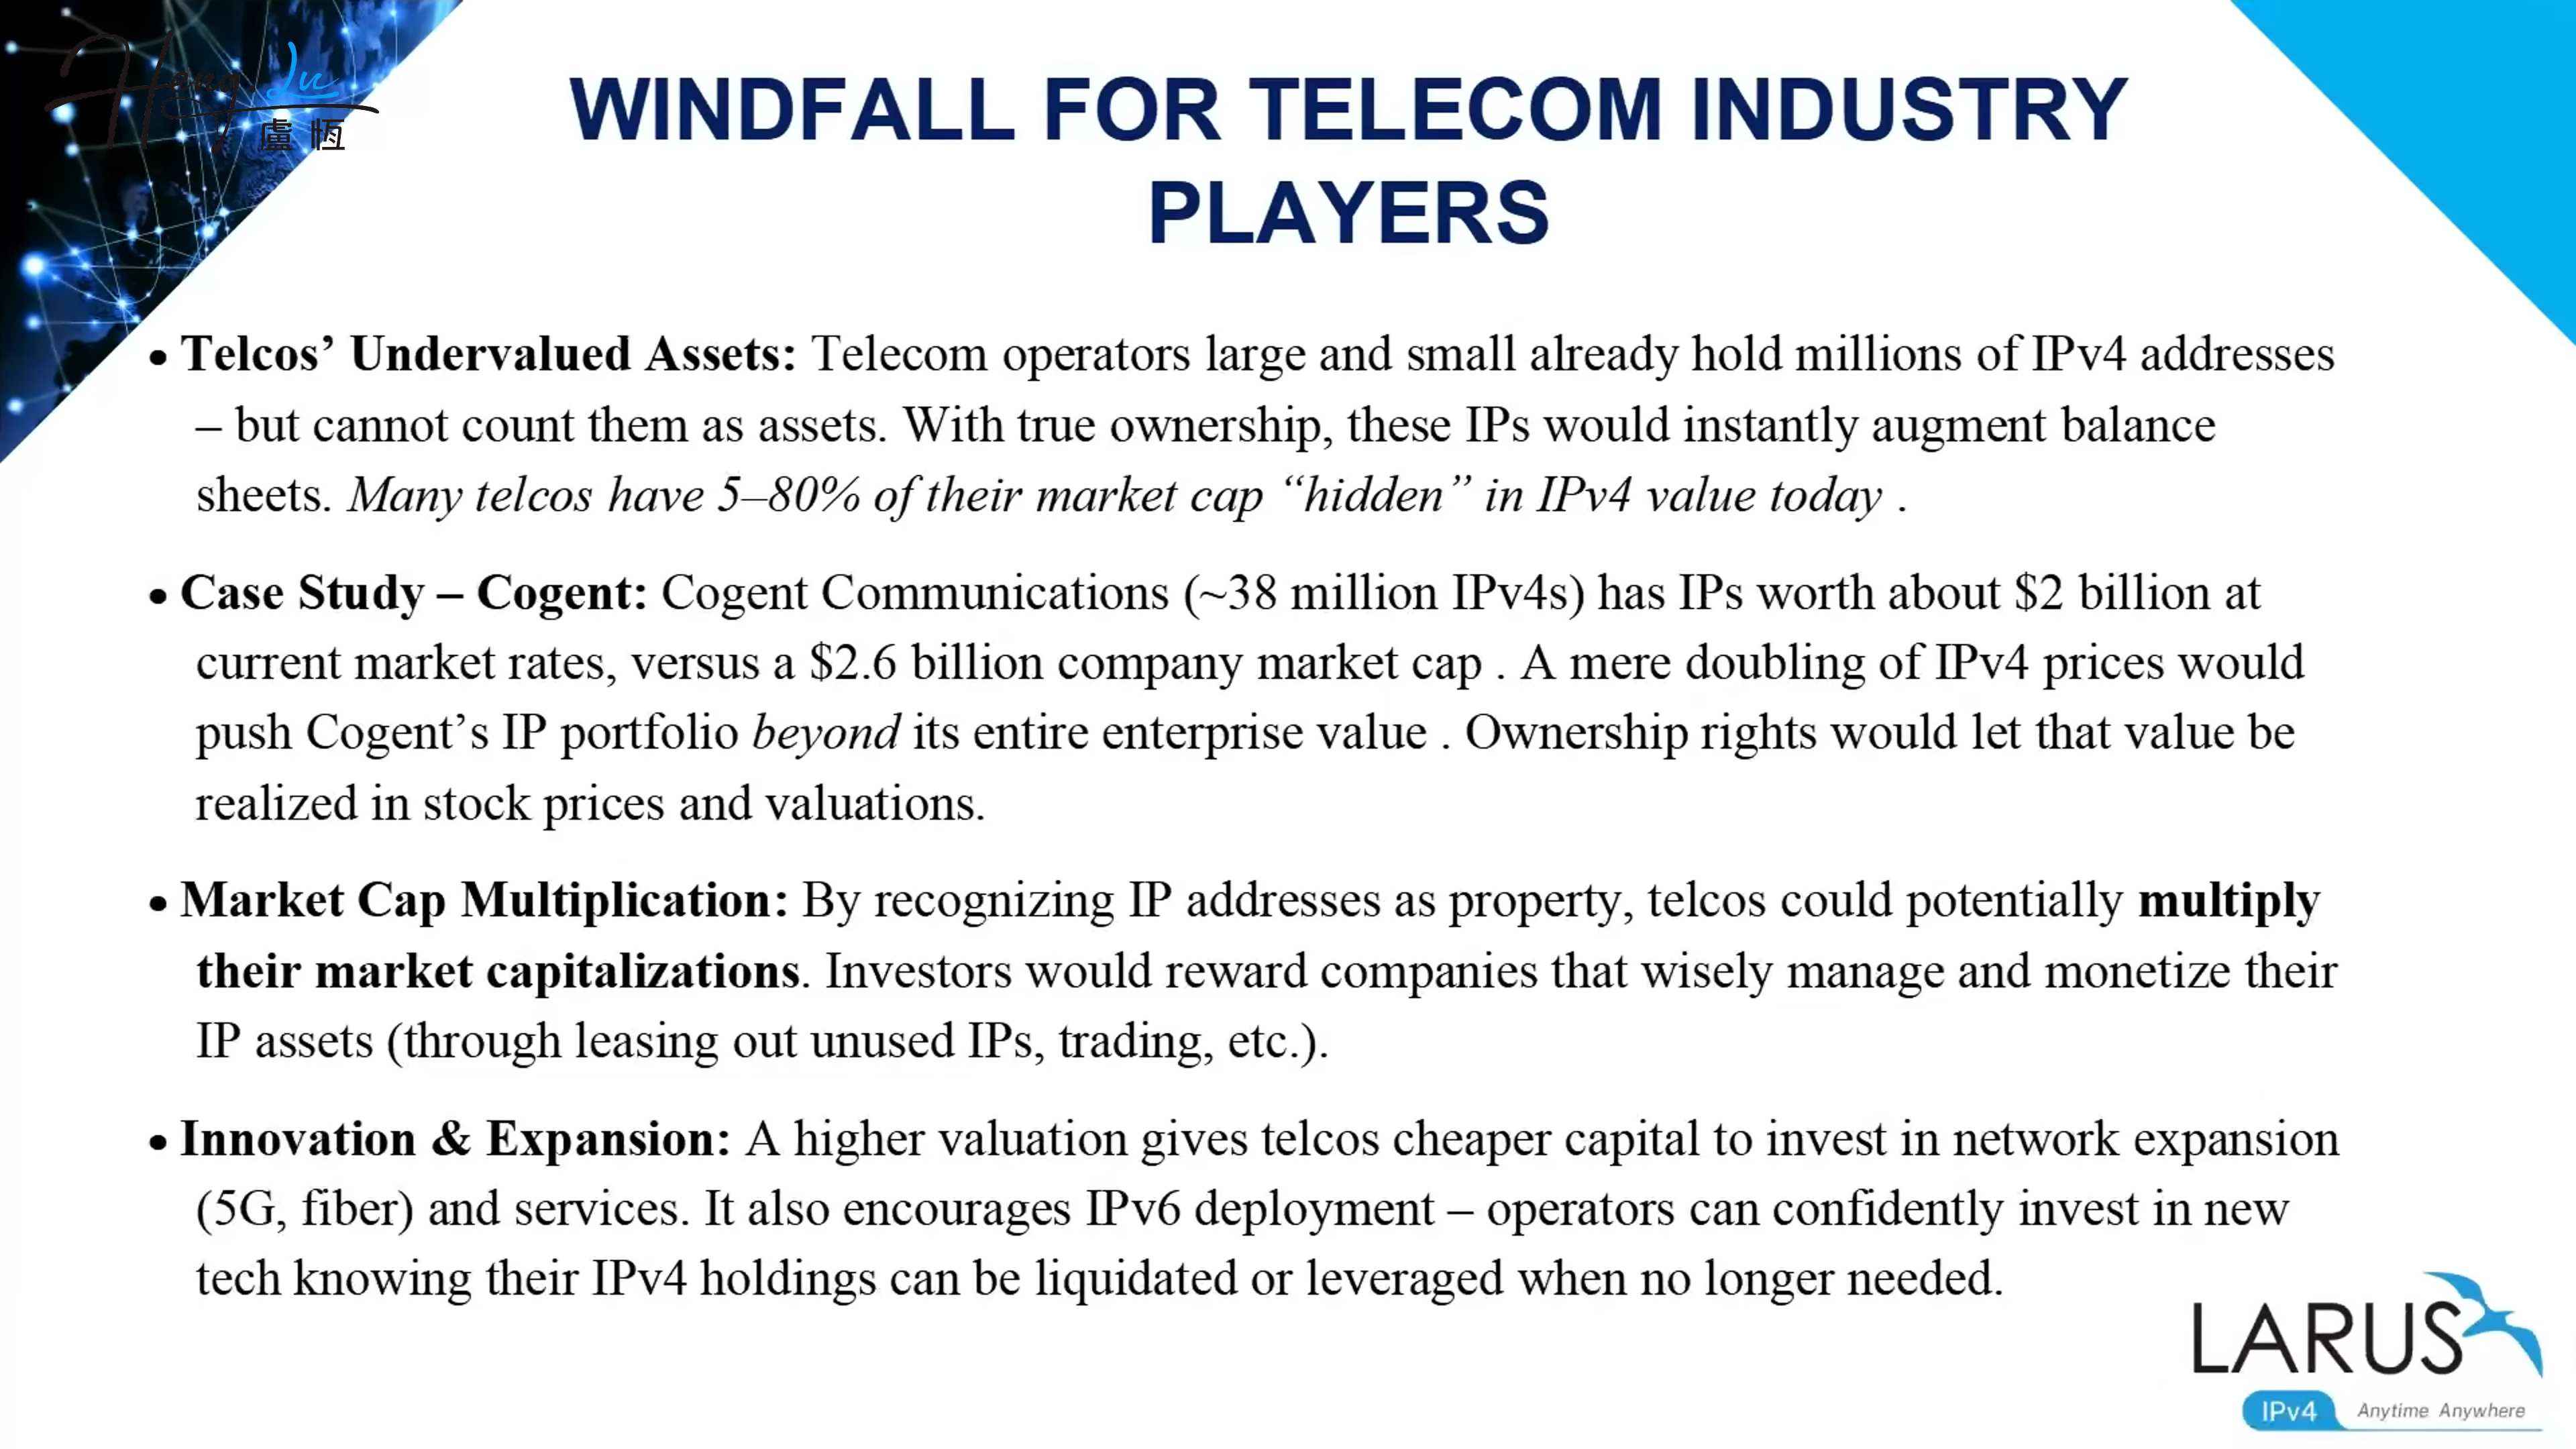 Heng Lu
盧 恆
WINDFALL FOR TELECOM INDUSTRY
PLAYERS
• Telcos’ Undervalued Assets: Telecom operators large and small already hold millions of IPv4 addresses
– but cannot count them as assets. With true ownership, these IPs would instantly augment balance
sheets. Many telcos have 5–80% of their market cap “hidden” in IPv4 value today .
• Case Study – Cogent: Cogent Communications (~38 million IPv4s) has IPs worth about $2 billion at
current market rates, versus a $2.6 billion company market cap . A mere doubling of IPv4 prices would
push Cogent’s IP portfolio beyond its entire enterprise value . Ownership rights would let that value be
realized in stock prices and valuations.
• Market Cap Multiplication: By recognizing IP addresses as property, telcos could potentially multiply
their market capitalizations. Investors would reward companies that wisely manage and monetize their
IP assets (through leasing out unused IPs, trading, etc.).
• Innovation & Expansion: A higher valuation gives telcos cheaper capital to invest in network expansion
(5G, fiber) and services. It also encourages IPv6 deployment – operators can confidently invest in new
tech knowing their IPv4 holdings can be liquidated or leveraged when no longer needed.
LARUS
IPv4 Anytime Anywhere